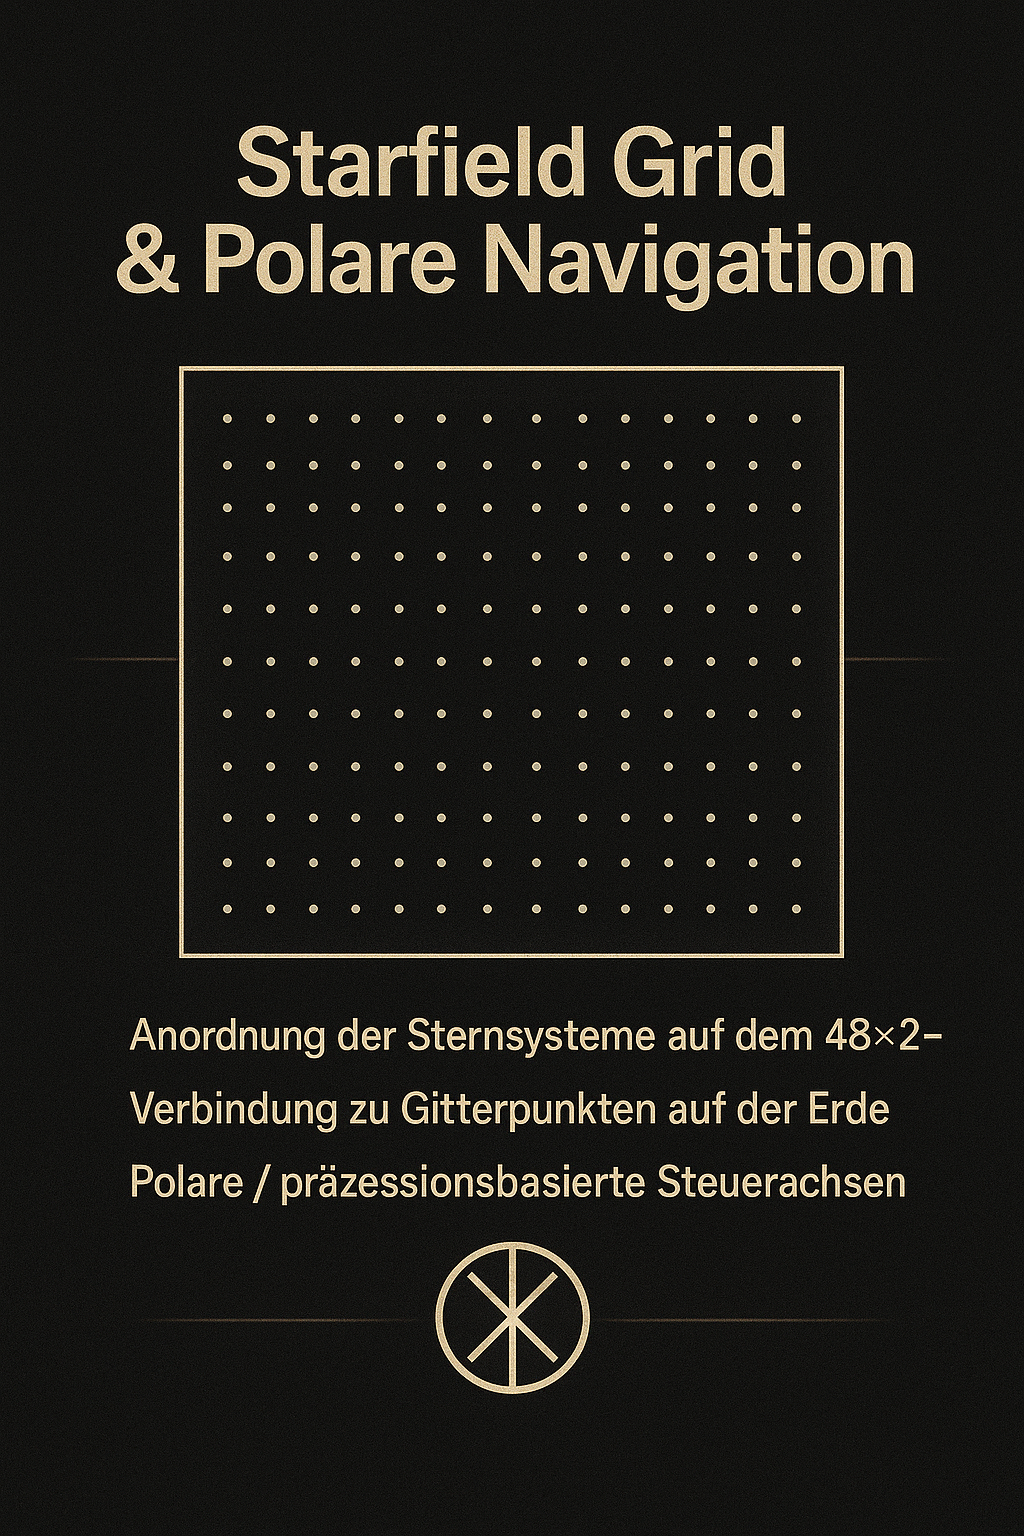 Starfield Grid
& Polare Navigation
Anordnung der Sternsysteme auf dem 48×2–
Verbindung zu Gitterpunkten auf der Erde
Polare / präzessionsbasierte Steuerachsen